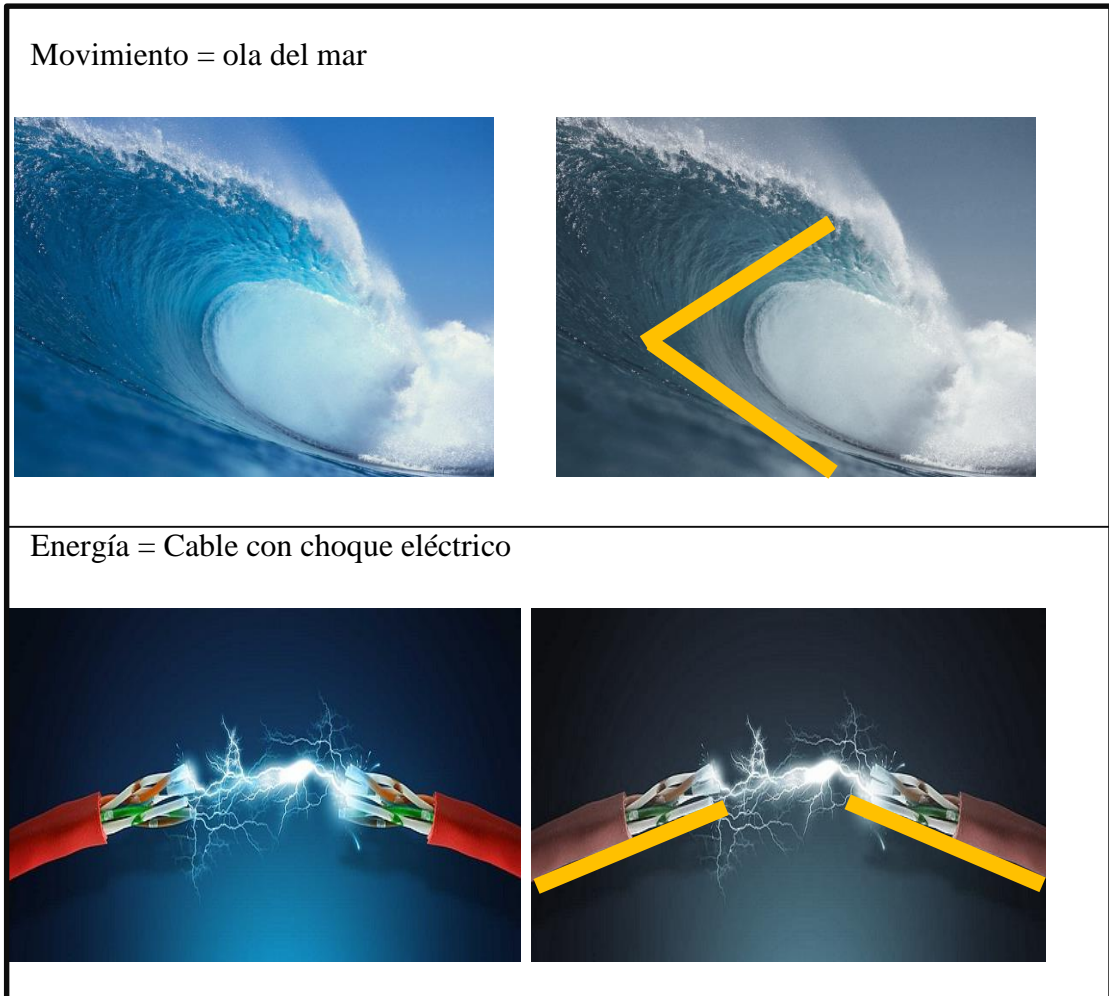 Movimiento = ola del mar
Energía = Cable con choque eléctrico